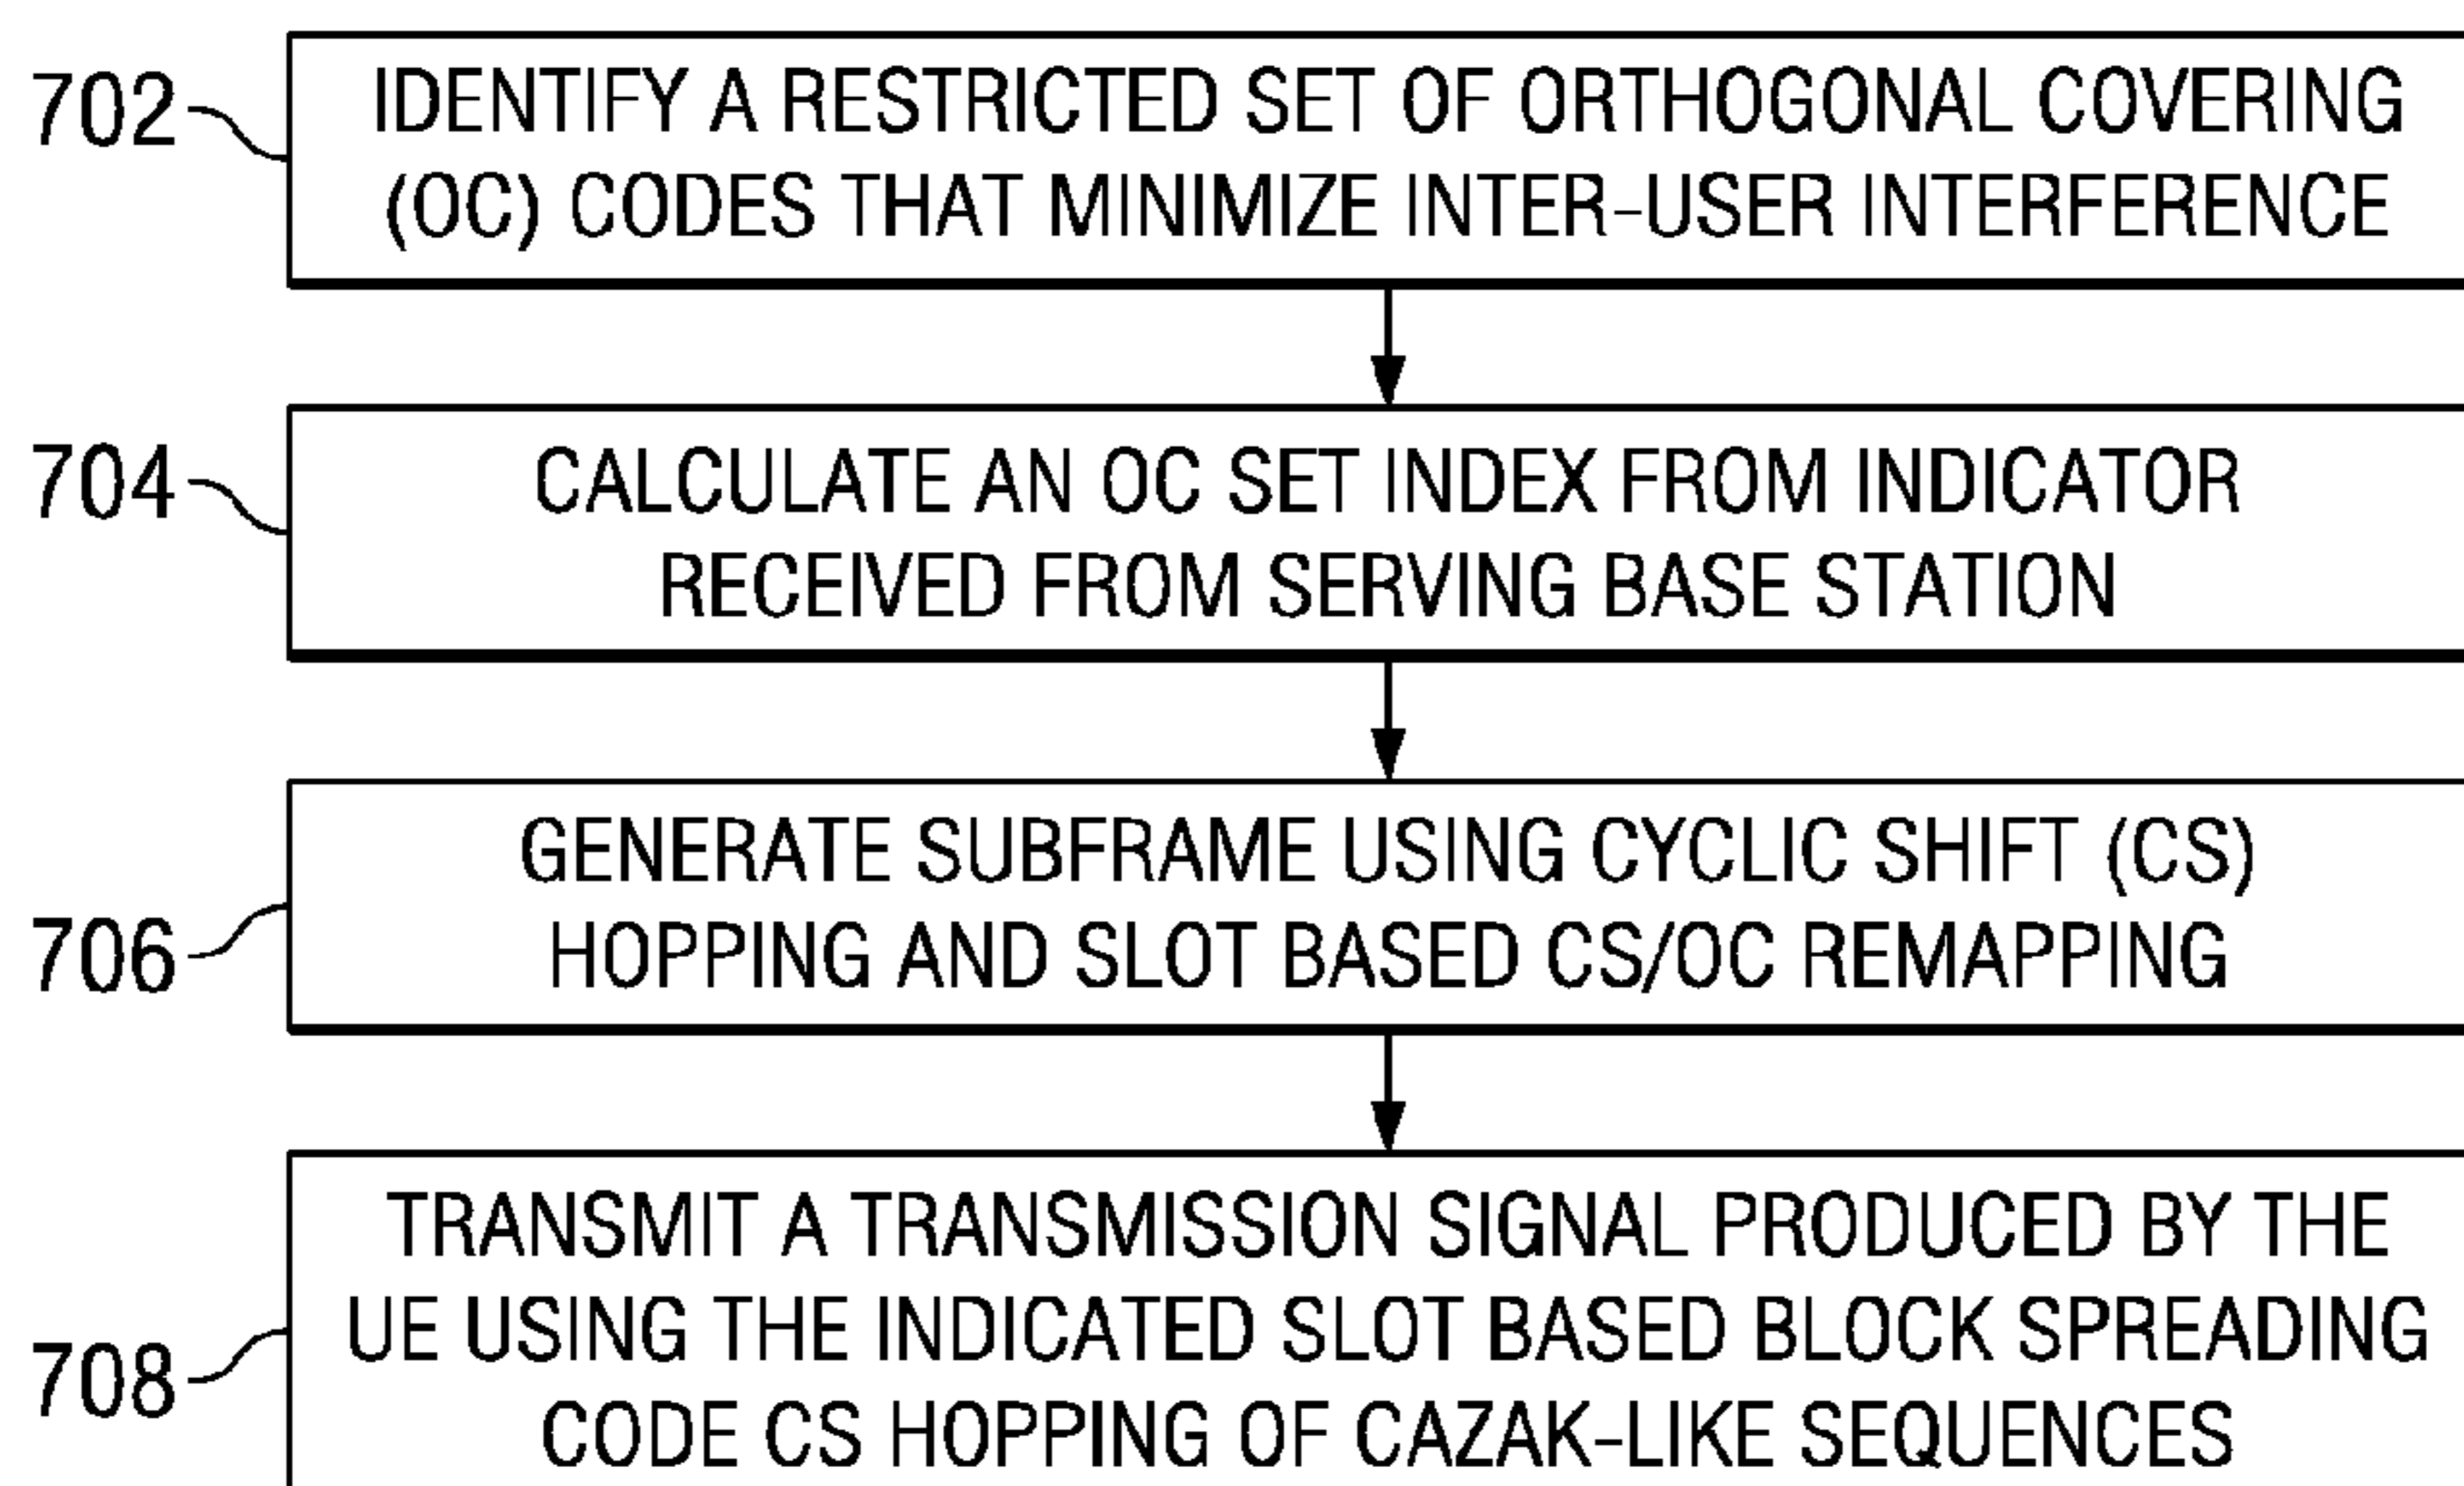 702
IDENTIFY A RESTRICTED SET OF ORTHOGONAL COVERING
(OC) CODES THAT MINIMIZE INTER-USER INTERFERENCE
704
CALCULATE AN OC SET INDEX FROM INDICATOR
RECEIVED FROM SERVING BASE STATION
706
GENERATE SUBFRAME USING CYCLIC SHIFT (CS)
HOPPING AND SLOT BASED CS/OC REMAPPING
708
TRANSMIT A TRANSMISSION SIGNAL PRODUCED BY THE
UE USING THE INDICATED SLOT BASED BLOCK SPREADING
CODE CS HOPPING OF CAZAK-LIKE SEQUENCES